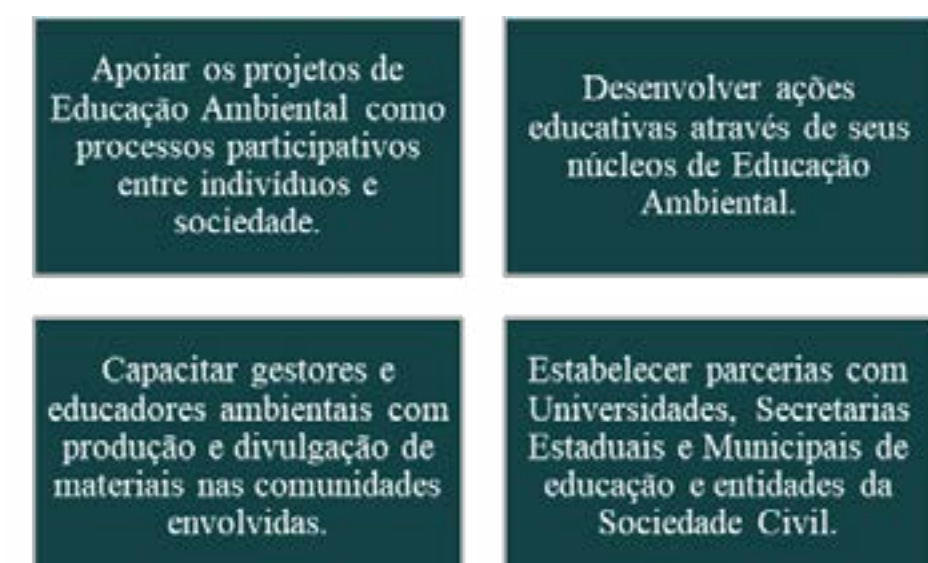 Apoiar os projetos de
Educação Ambiental como
processos participativos
entre indivíduos e
sociedade.
Desenvolver ações
educativas através de seus
núcleos de Educação
Ambiental.
Capacitar gestores e
educadores ambientais com
produção e divulgação de
materiais nas comunidades
envolvidas.
Estabelecer parcerias com
Universidades, Secretarias
Estaduais e Municipais de
educação e entidades da
Sociedade Civil.